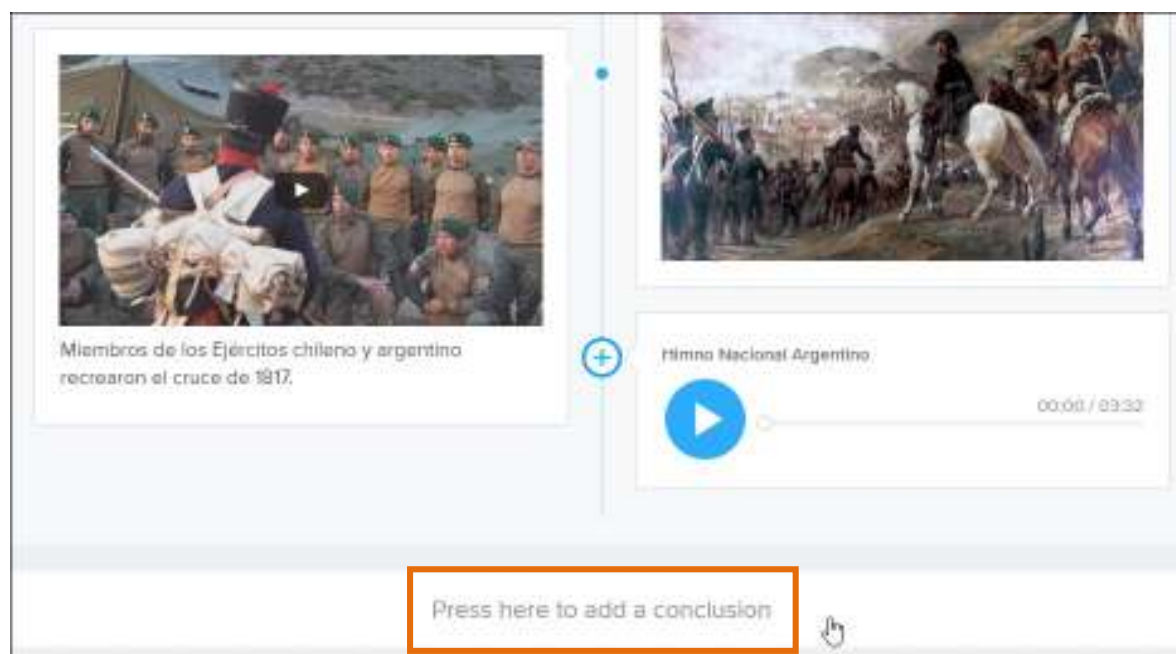 Miembros de los Ejércitos chileno y argentino
recrearon el cruce de 1817.
Himno Nacional Argentino
00:00 / 03:32
Press here to add a conclusion